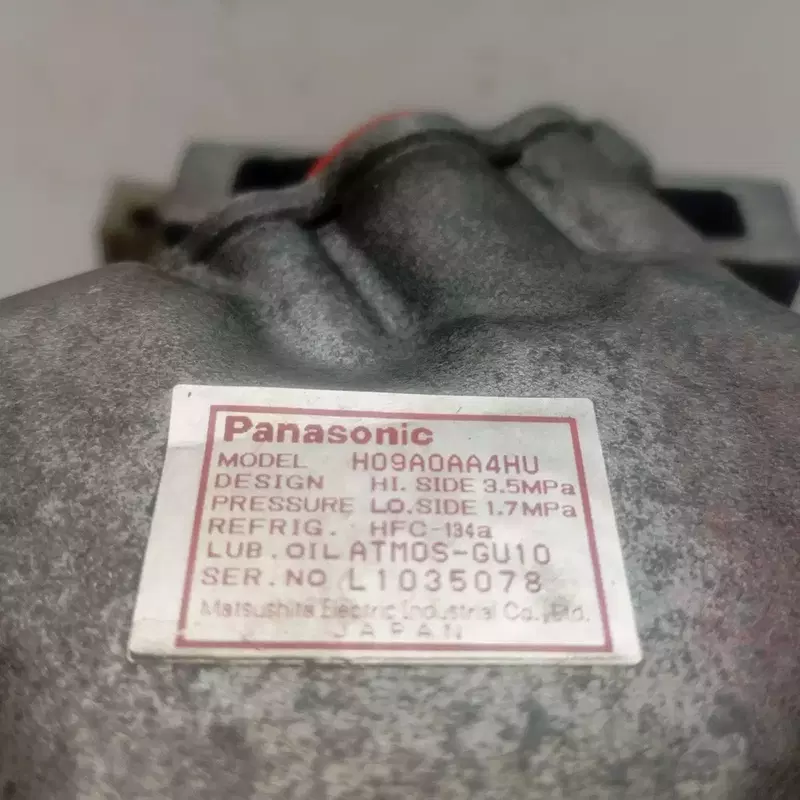 Panasonic
MODEL H09A0AA4HU
DESIGN HI. SIDE 3.5MPa
PRESSURE LO. SIDE 1.7MPa
REFRIG. HFC-134a
LUB. OIL ATMOS-GU10
SER. NO L1035078
Matsushita Electric Industrial Co., Ltd.
JAPAN